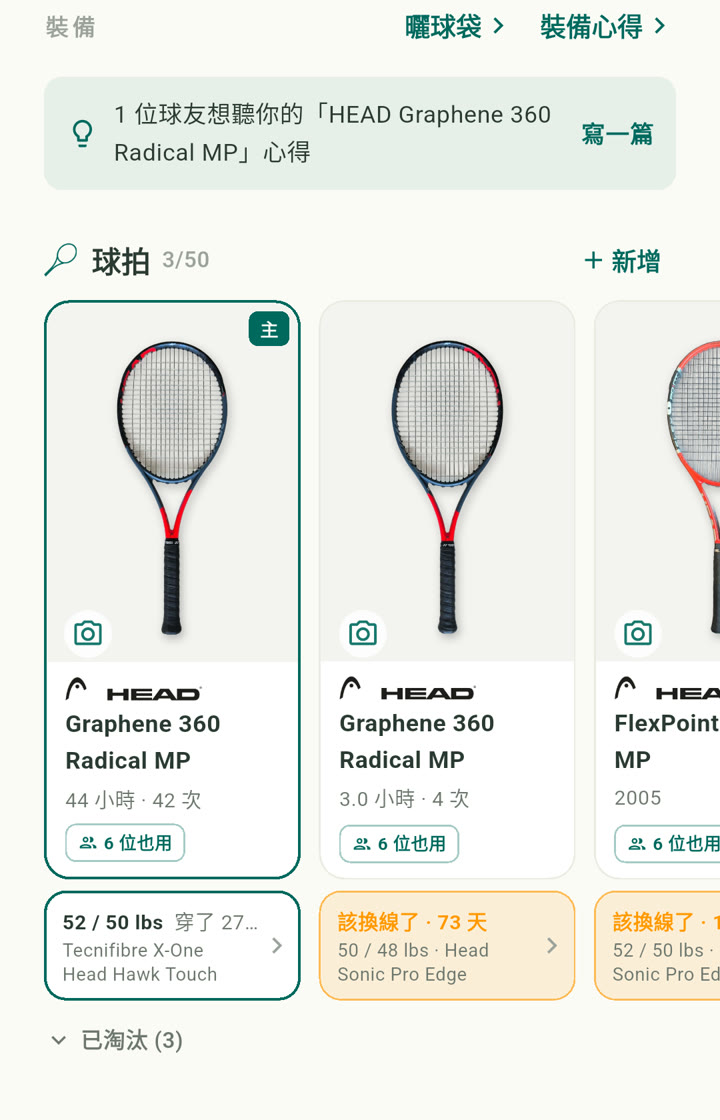 裝備
曬球袋 裝備心得
1 位球友想聽你的「HEAD Graphene 360
Radical MP」心得
寫一篇
球拍 3/50
+ 新增
主
HEAD
Graphene 360
Radical MP
44 小時 · 42 次
6 位也用
52 / 50 lbs 穿了 27…
Tecnifibre X-One
Head Hawk Touch
HEAD
Graphene 360
Radical MP
3.0 小時 · 4 次
6 位也用
該換線了 · 73 天
50 / 48 lbs · Head
Sonic Pro Edge
HEA
FlexPoint
MP
2005
6 位也用
該換線了 · 1
52 / 50 lbs ·
Sonic Pro Ed
已淘汰 (3)